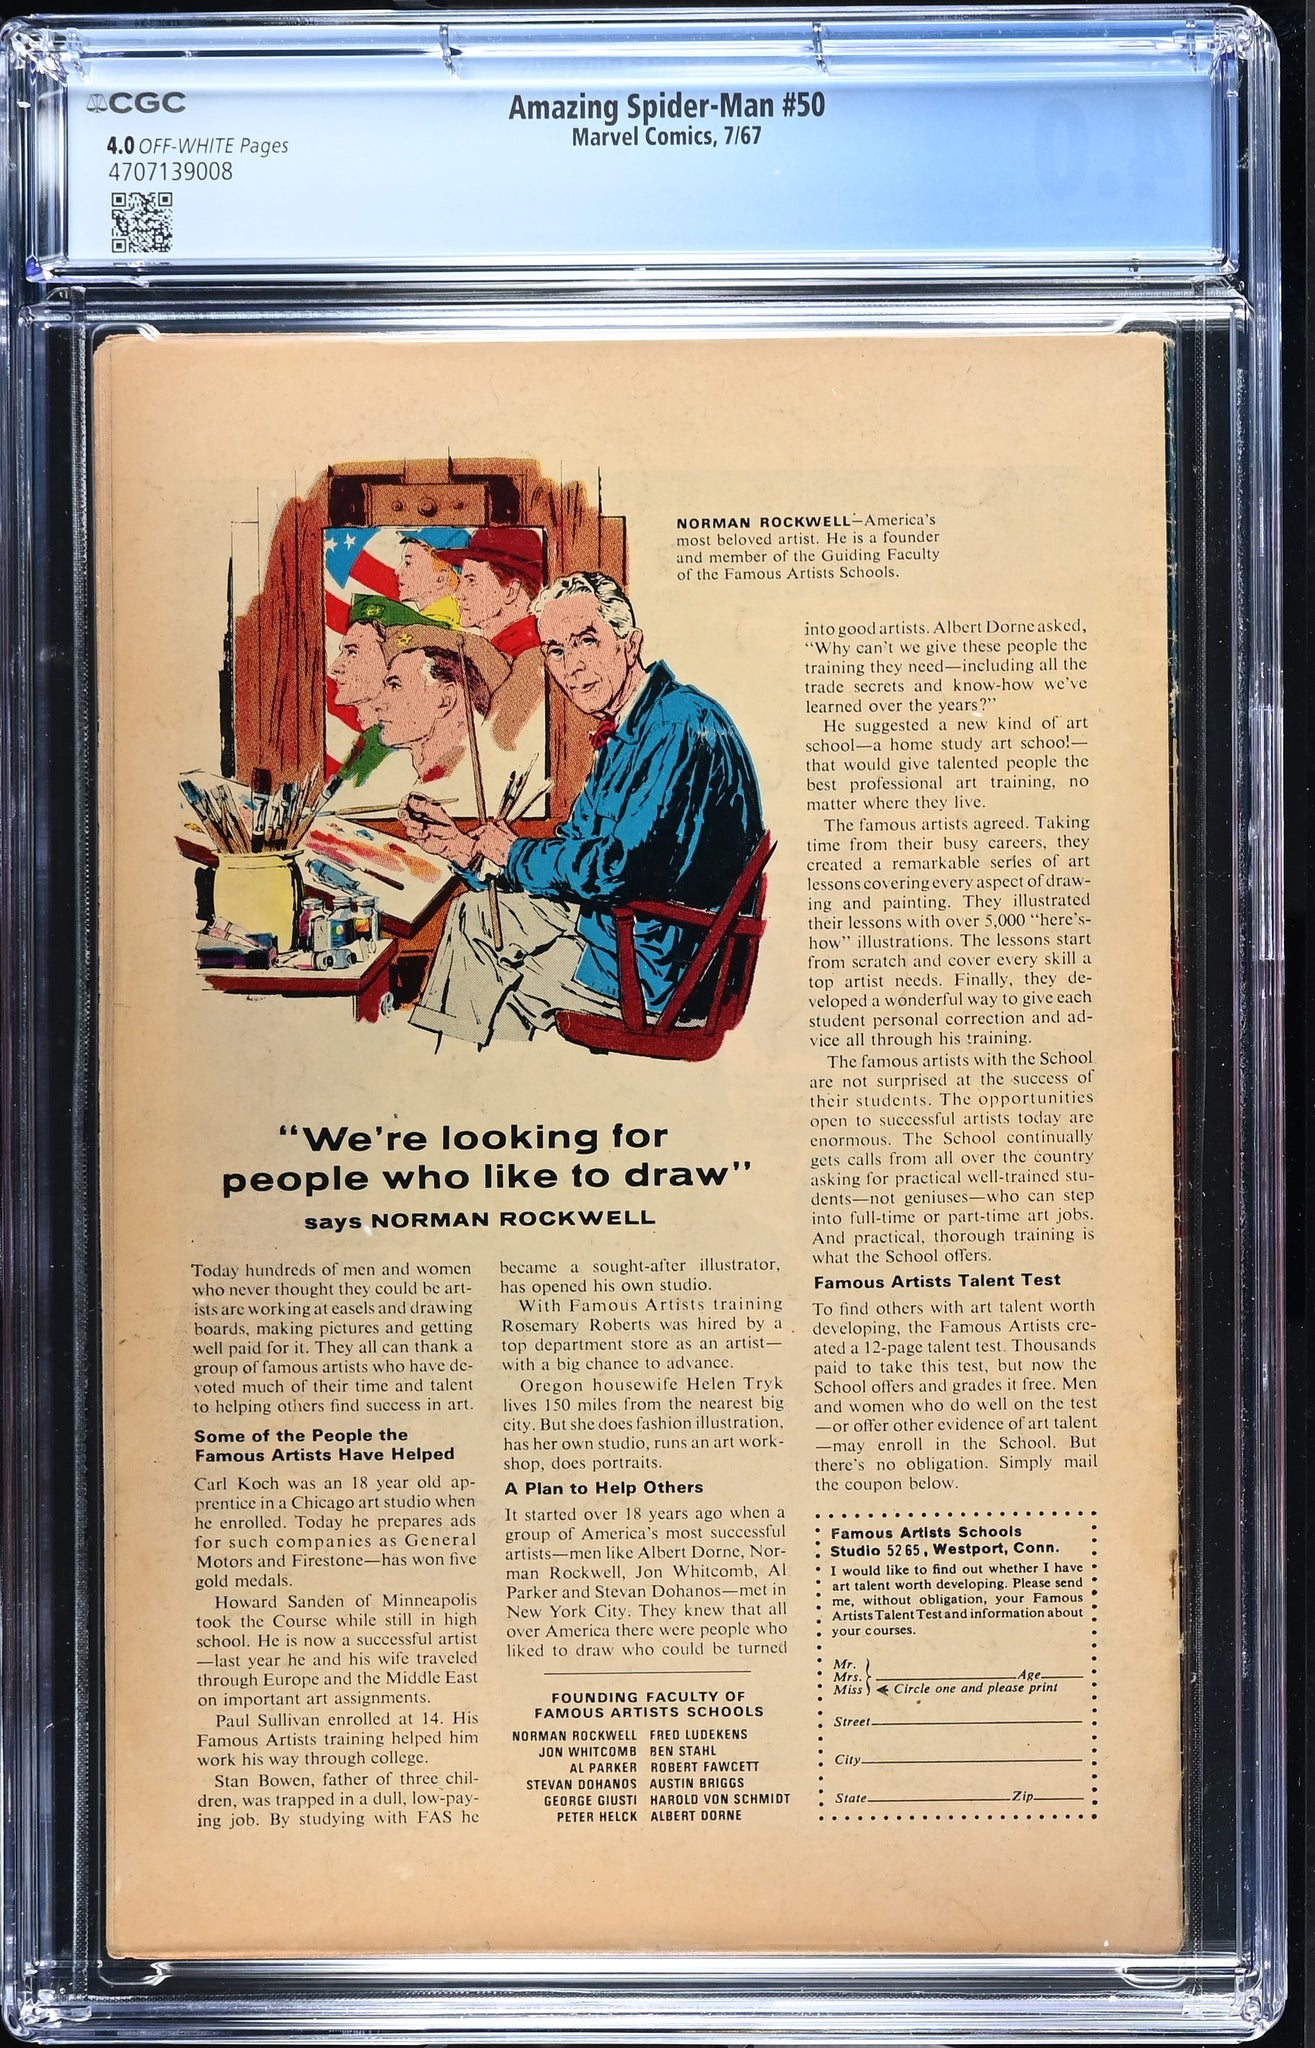 CGC
Amazing Spider-Man #50
Marvel Comics, 7/67
4.0 OFF-WHITE Pages
4707139008
4.0
NORMAN ROCKWELL—America's
most beloved artist. He is a founder
and member of the Guiding Faculty
of the Famous Artists Schools.
"We're looking for
people who like to draw"
says NORMAN ROCKWELL
Today hundreds of men and women
who never thought they could be art-
ists are working at easels and drawing
boards, making pictures and getting
well paid for it. They all can thank a
group of famous artists who have de-
voted much of their time and talent
to helping others find success in art.
Some of the People the
Famous Artists Have Helped
Carl Koch was an 18 year old ap-
prentice in a Chicago art studio when
he enrolled. Today he prepares ads
for such companies as General
Motors and Firestone—has won five
gold medals.
Howard Sanden of Minneapolis
took the Course while still in high
school. He is now a successful artist
—last year he and his wife traveled
through Europe and the Middle East
on important art assignments.
Paul Sullivan enrolled at 14. His
Famous Artists training helped him
work his way through college.
Stan Bowen, father of three chil-
dren, was trapped in a dull, low-pay-
ing job. By studying with FAS he
became a sought-after illustrator,
has opened his own studio.
With Famous Artists training
Rosemary Roberts was hired by a
top department store as an artist—
with a big chance to advance.
Oregon housewife Helen Tryk
lives 150 miles from the nearest big
city. But she does fashion illustration,
has her own studio, runs an art work-
shop, does portraits.
A Plan to Help Others
It started over 18 years ago when a
group of America's most successful
artists—men like Albert Dorne, Nor-
man Rockwell, Jon Whitcomb, Al
Parker and Stevan Dohanos—met in
New York City. They knew that all
over America there were people who
liked to draw who could be turned
FOUNDING FACULTY OF
FAMOUS ARTISTS SCHOOLS
NORMAN ROCKWELL FRED LUDEKENS
JON WHITCOMB BEN STAHL
AL PARKER ROBERT FAWCETT
STEVAN DOHANOS AUSTIN BRIGGS
GEORGE GIUSTI HAROLD VON SCHMIDT
PETER HELCK ALBERT DORNE
into good artists. Albert Dorne asked,
"Why can't we give these people the
training they need—including all the
trade secrets and know-how we've
learned over the years?"
He suggested a new kind of art
school—a home study art school—
that would give talented people the
best professional art training, no
matter where they live.
The famous artists agreed. Taking
time from their busy careers, they
created a remarkable series of art
lessons covering every aspect of draw-
ing and painting. They illustrated
their lessons with over 5,000 "here's-
how" illustrations. The lessons start
from scratch and cover every skill a
top artist needs. Finally, they de-
veloped a wonderful way to give each
student personal correction and ad-
vice all through his training.
The famous artists with the School
are not surprised at the success of
their students. The opportunities
open to successful artists today are
enormous. The School continually
gets calls from all over the country
asking for practical well-trained stu-
dents—not geniuses—who can step
into full-time or part-time art jobs.
And practical, thorough training is
what the School offers.
Famous Artists Talent Test
To find others with art talent worth
developing, the Famous Artists cre-
ated a 12-page talent test. Thousands
paid to take this test, but now the
School offers and grades it free. Men
and women who do well on the test
—or offer other evidence of art talent
—may enroll in the School. But
there's no obligation. Simply mail
the coupon below.
Famous Artists Schools
Studio 5265, Westport, Conn.
I would like to find out whether I have
art talent worth developing. Please send
me, without obligation, your Famous
Artists Talent Test and information about
your courses.
Mr.
Mrs. Age
Miss Circle one and please print
Street
City
State Zip